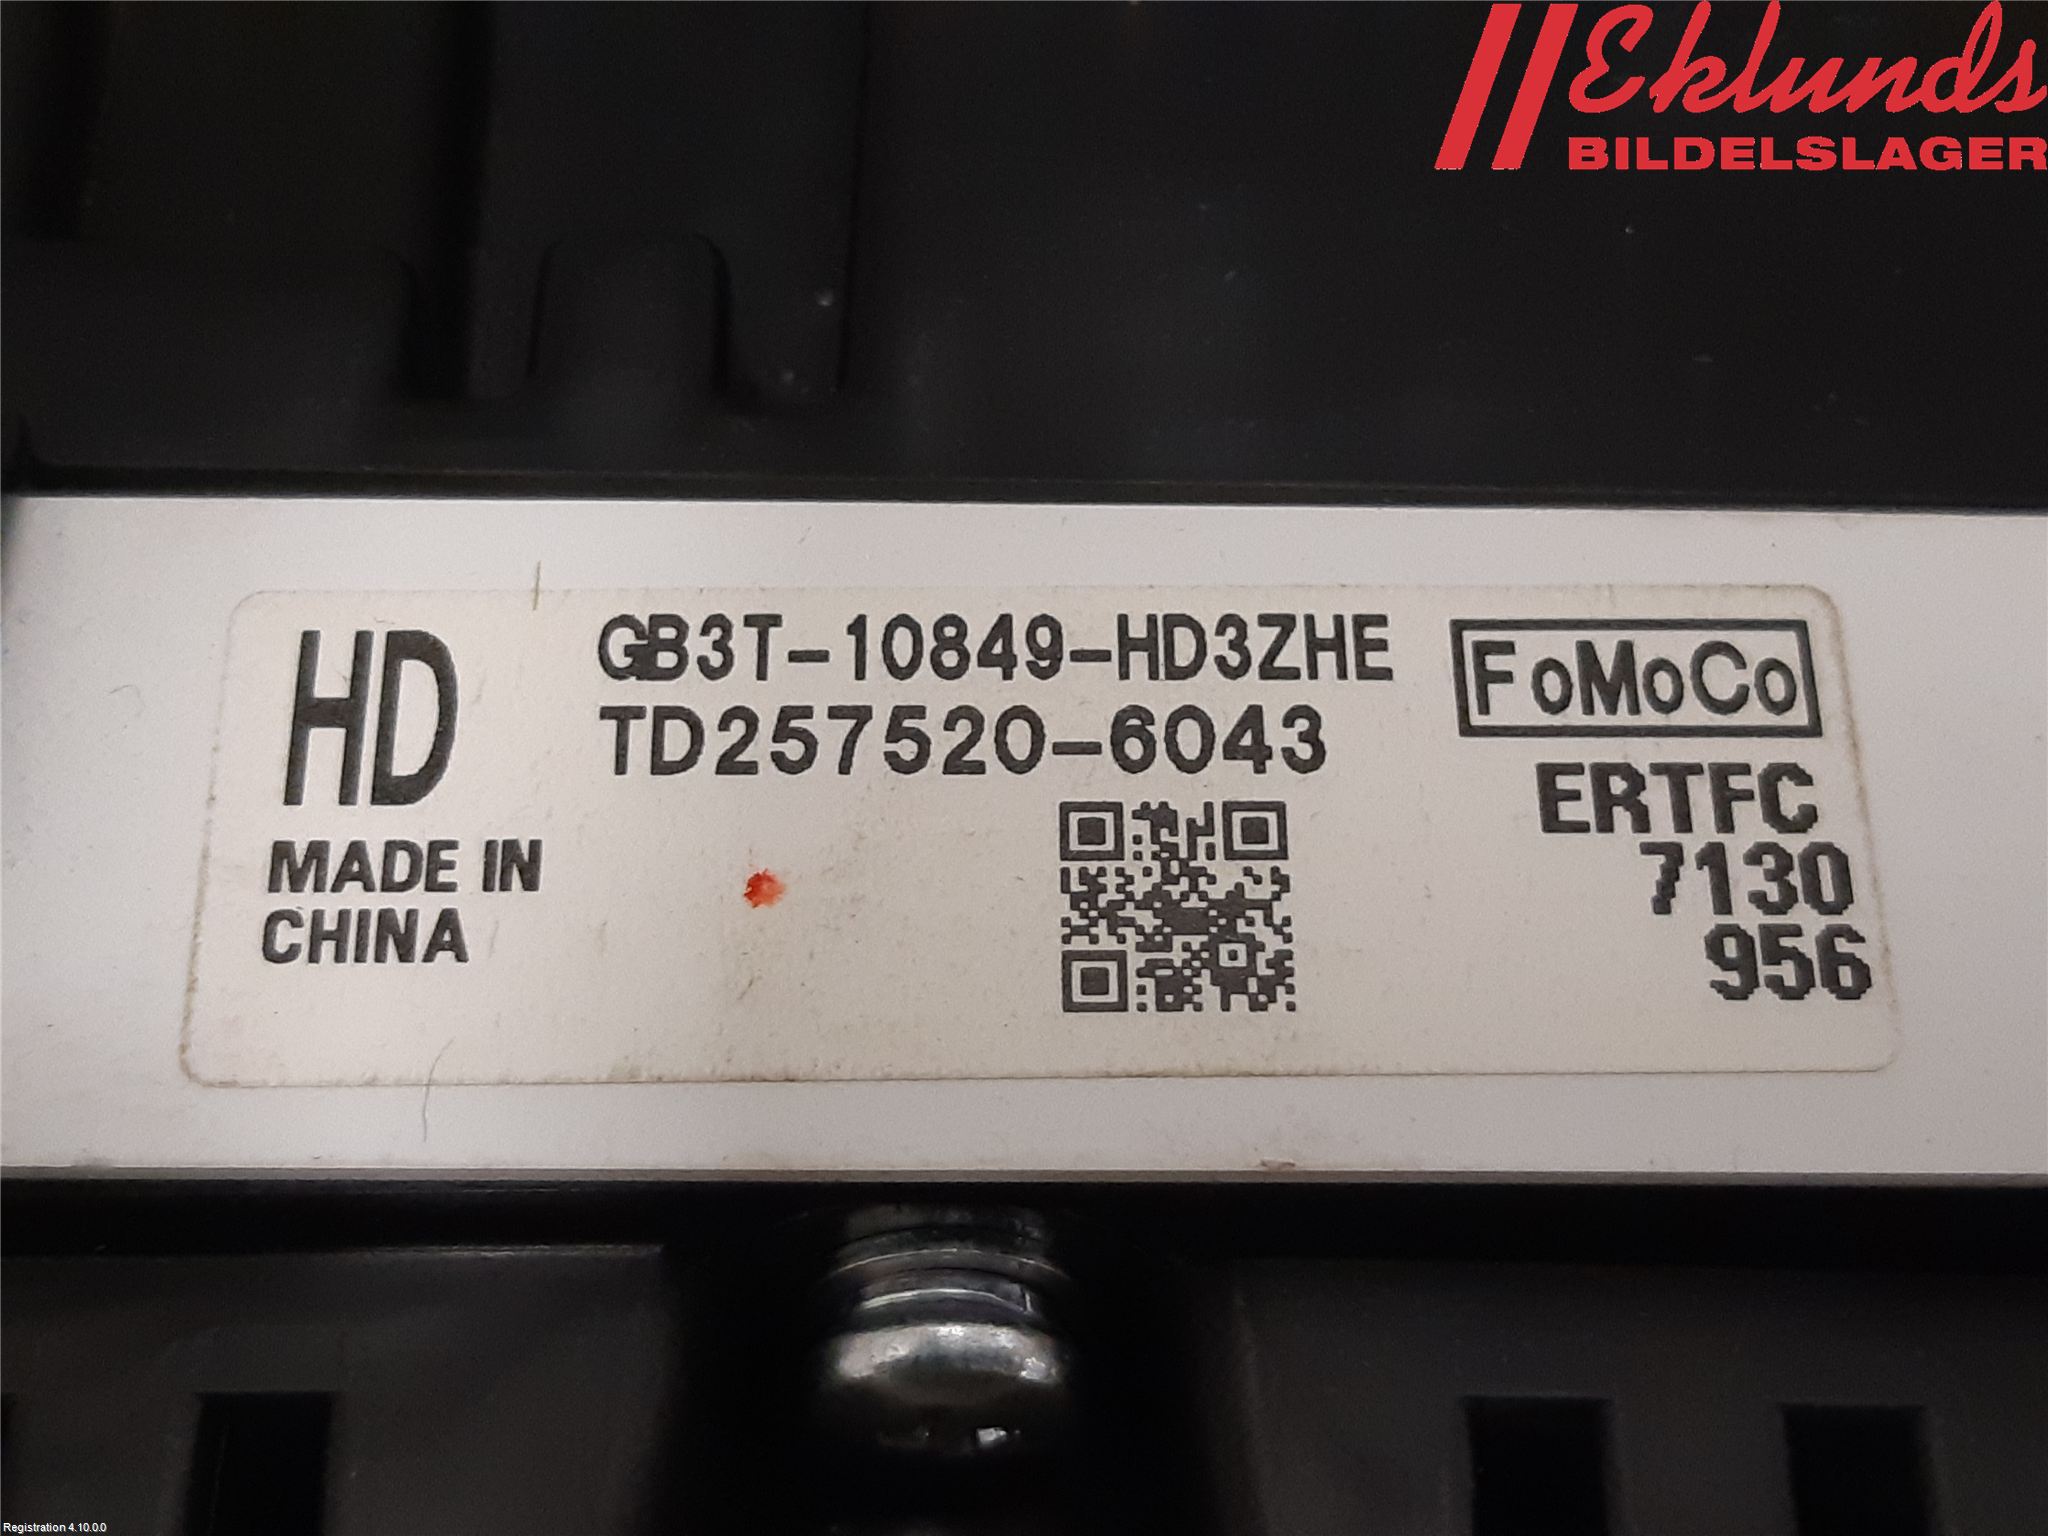 Eklunds
BILDELSLAGER
HD
GB3T-10849-HD3ZHE
TD257520-6043
FoMoCo
ERTFC
7130
956
MADE IN
CHINA
Registration 4.10.0.0